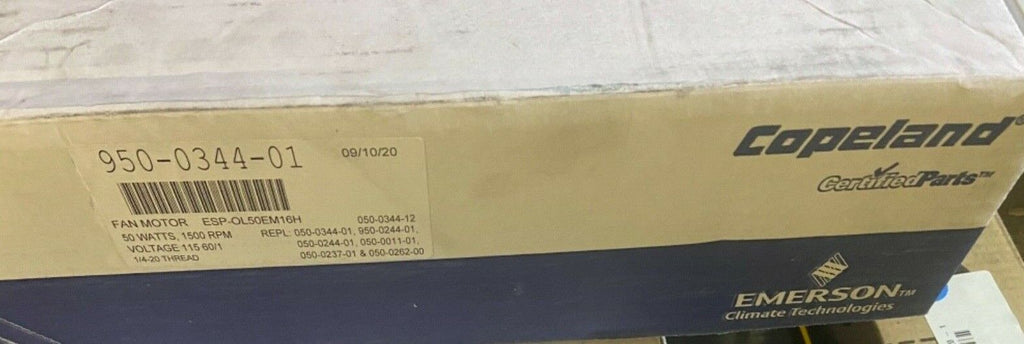 950-0344-01 09/10/20
FAN MOTOR ESP-OL50EM16H 050-0344-12
50 WATTS, 1500 RPM REPL: 050-0344-01, 950-0244-01,
VOLTAGE 115 60/1 050-0244-01, 050-0011-01,
1/4-20 THREAD 050-0237-01 & 050-0262-00
Copeland®
CertifiedParts™
EMERSON™
Climate Technologies